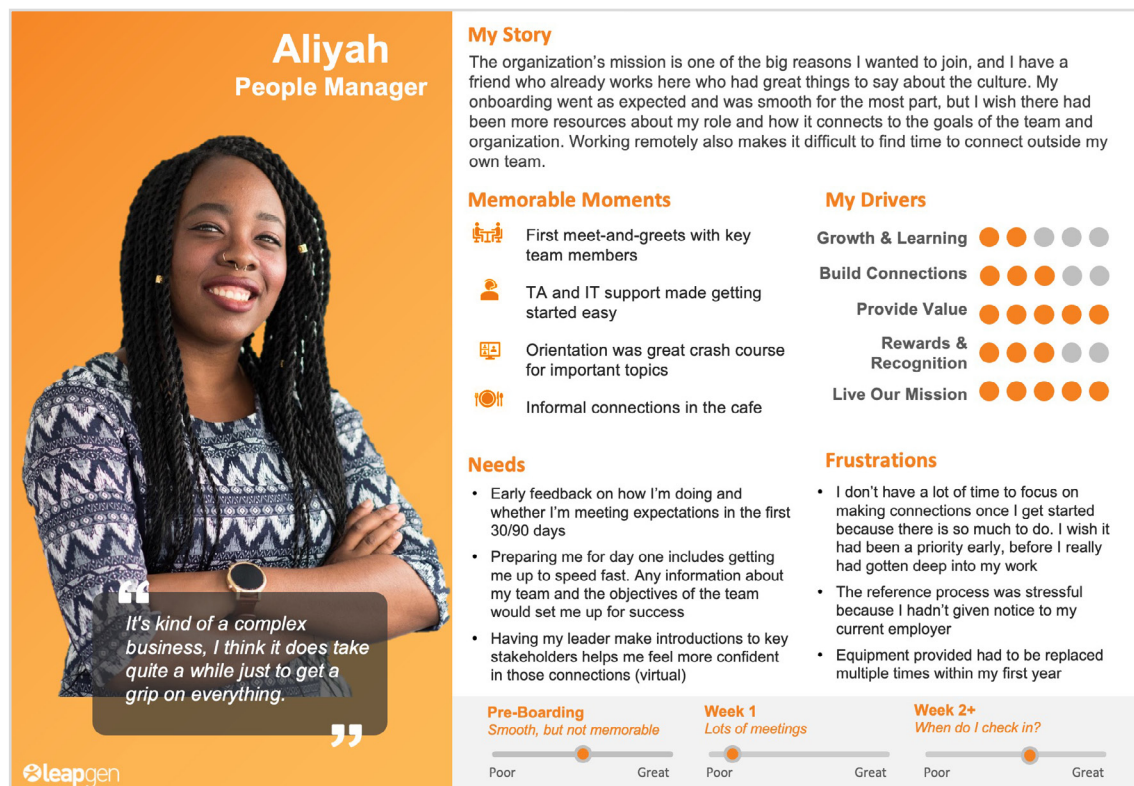 Aliyah
People Manager
It's kind of a complex
business, I think it does take
quite a while just to get a
grip on everything.
leapgen
My Story
The organization's mission is one of the big reasons I wanted to join, and I have a
friend who already works here who had great things to say about the culture. My
onboarding went as expected and was smooth for the most part, but I wish there had
been more resources about my role and how it connects to the goals of the team and
organization. Working remotely also makes it difficult to find time to connect outside my
own team.
Memorable Moments
First meet-and-greets with key
team members
TA and IT support made getting
started easy
Orientation was great crash course
for important topics
Informal connections in the cafe
My Drivers
Growth & Learning
Build Connections
Provide Value
Rewards &
Recognition
Live Our Mission
Needs
• Early feedback on how I'm doing and
whether I'm meeting expectations in the first
30/90 days
• Preparing me for day one includes getting
me up to speed fast. Any information about
my team and the objectives of the team
would set me up for success
• Having my leader make introductions to key
stakeholders helps me feel more confident
in those connections (virtual)
Frustrations
• I don't have a lot of time to focus on
making connections once I get started
because there is so much to do. I wish it
had been a priority early, before I really
had gotten deep into my work
• The reference process was stressful
because I hadn't given notice to my
current employer
• Equipment provided had to be replaced
multiple times within my first year
Pre-Boarding
Smooth, but not memorable
Poor Great
Week 1
Lots of meetings
Poor Great
Week 2+
When do I check in?
Poor Great